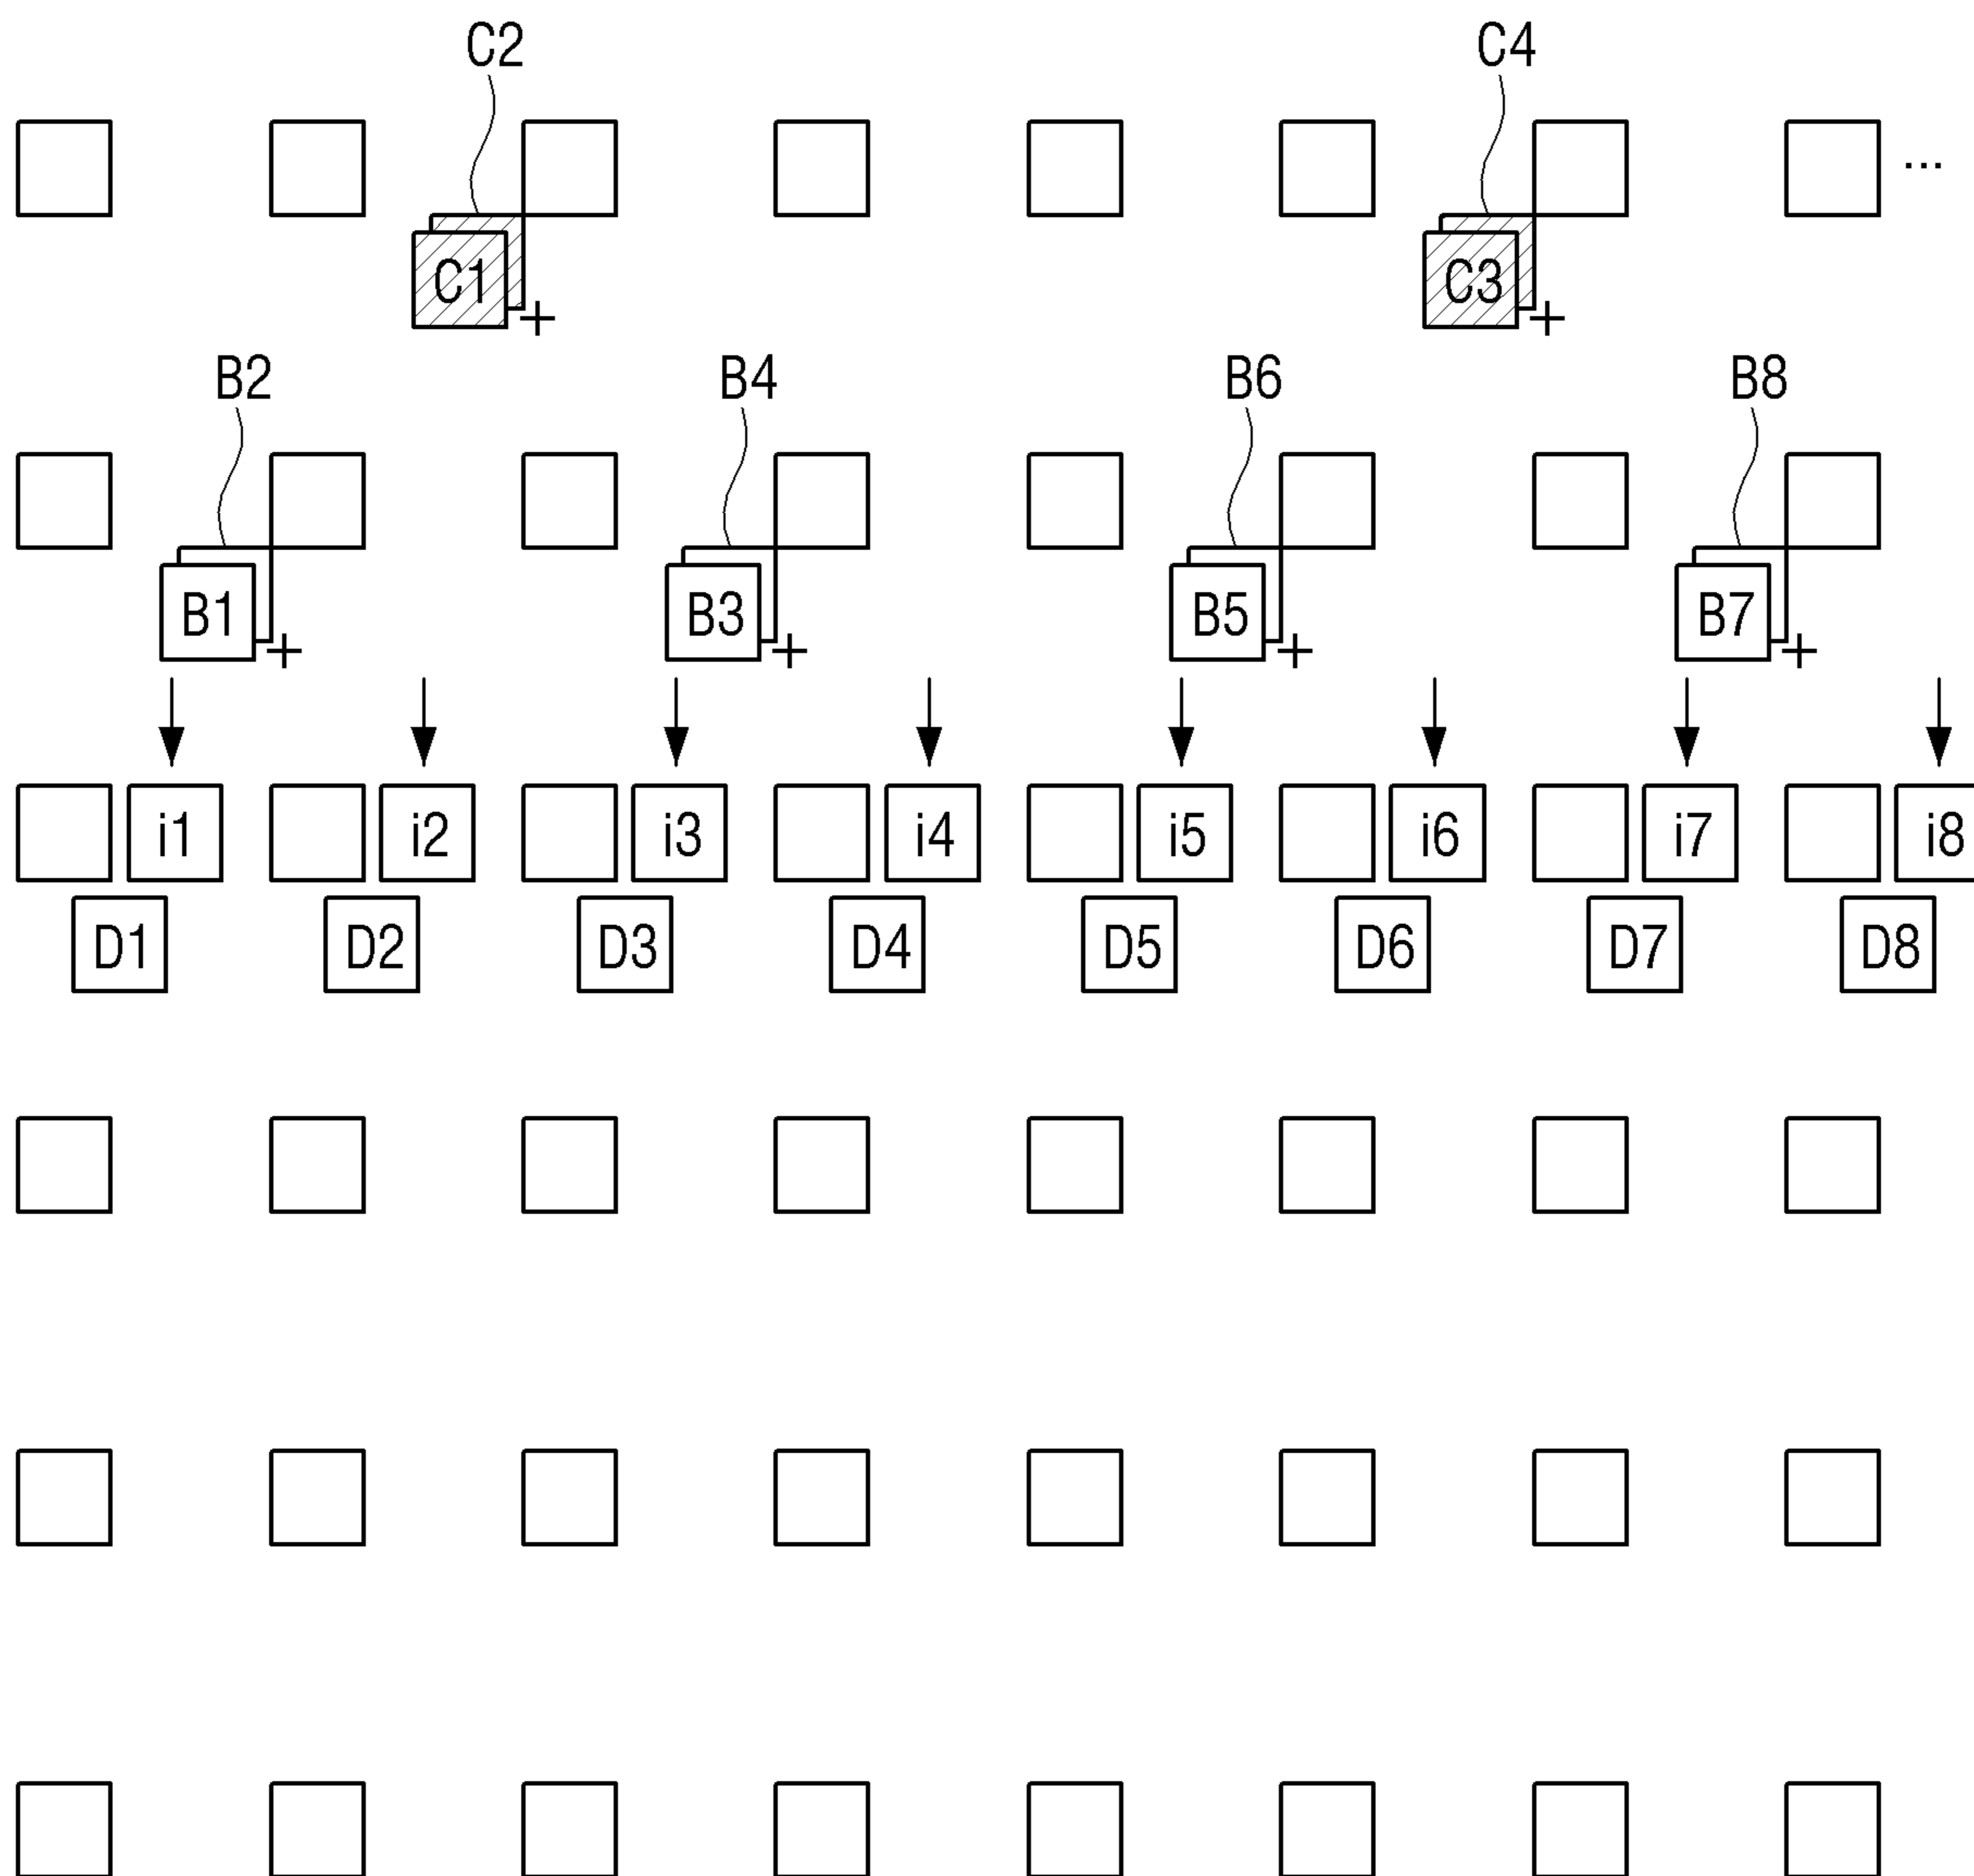 C2 C4
...
C1 C3
+ +
B2 B4 B6 B8
B1 B3 B5 B7
+ + + +
i1 i2 i3 i4 i5 i6 i7 i8
D1 D2 D3 D4 D5 D6 D7 D8